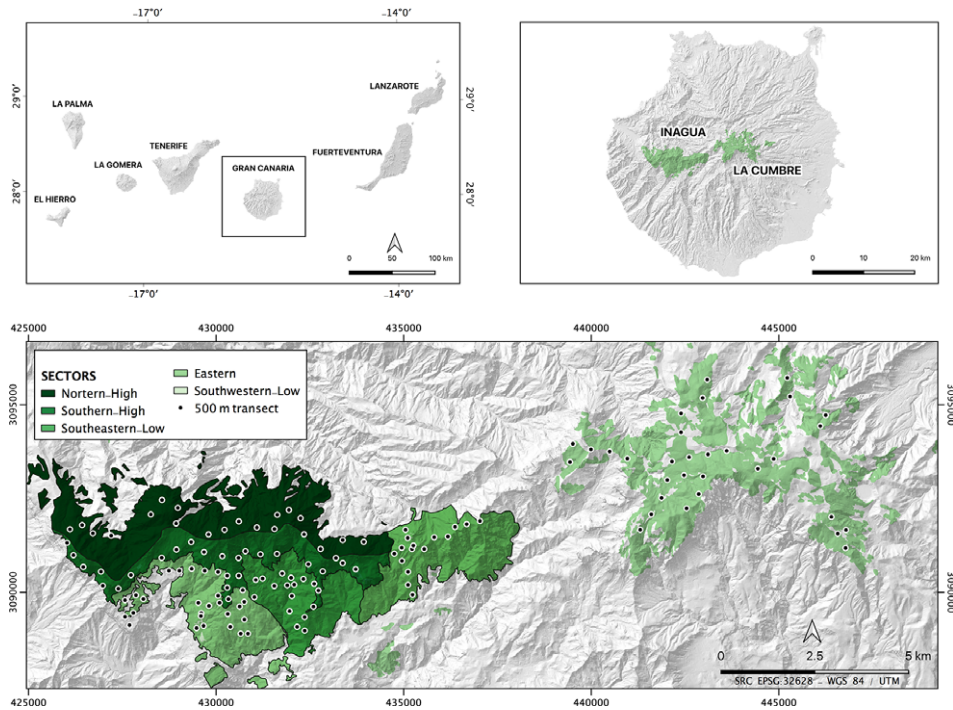 −17°0′
−14°0′
29°0′
29°0′
28°0′
28°0′
LA PALMA
LANZAROTE
TENERIFE
LA GOMERA
FUERTEVENTURA
GRAN CANARIA
EL HIERRO
0 50 100 km
−17°0′
−14°0′
INAGUA
LA CUMBRE
0 10 20 km
425000 430000 435000 440000 445000
SECTORS
Nortern_High
Southern_High
Southeastern_Low
Eastern
Southwestern_Low
500 m transect
3095000
3095000
3090000
3090000
0 2.5 5 km
SRC EPSG:32628 _ WGS 84 / UTM
425000 430000 435000 440000 445000